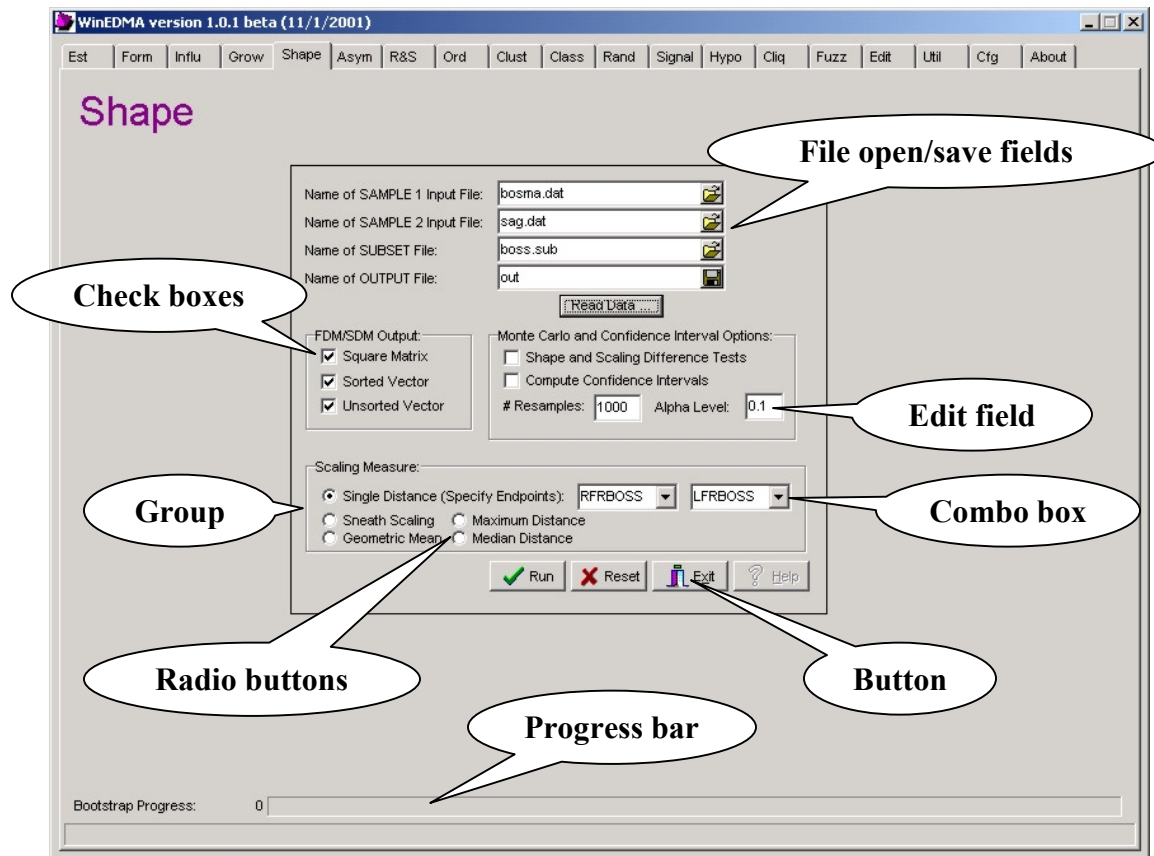 WinEDMA version 1.0.1 beta (11/1/2001)
Est Form Influ Grow Shape Asym R&S Ord Clust Class Rand Signal Hypo Cliq Fuzz Edit Util Cfg About
Shape
File open/save fields
Name of SAMPLE 1 Input File: bosma.dat
Name of SAMPLE 2 Input File: sag.dat
Name of SUBSET File: boss.sub
Name of OUTPUT File: out
Check boxes
Read Data ...
FDM/SDM Output:
Square Matrix
Sorted Vector
Unsorted Vector
Monte Carlo and Confidence Interval Options:
Shape and Scaling Difference Tests
Compute Confidence Intervals
# Resamples: 1000 Alpha Level: 0.1
Edit field
Scaling Measure:
Single Distance (Specify Endpoints): RFRBOSS LFRBOSS
Sneath Scaling Maximum Distance
Geometric Mean Median Distance
Group
Combo box
Run Reset Exit Help
Radio buttons
Button
Progress bar
Bootstrap Progress: 0